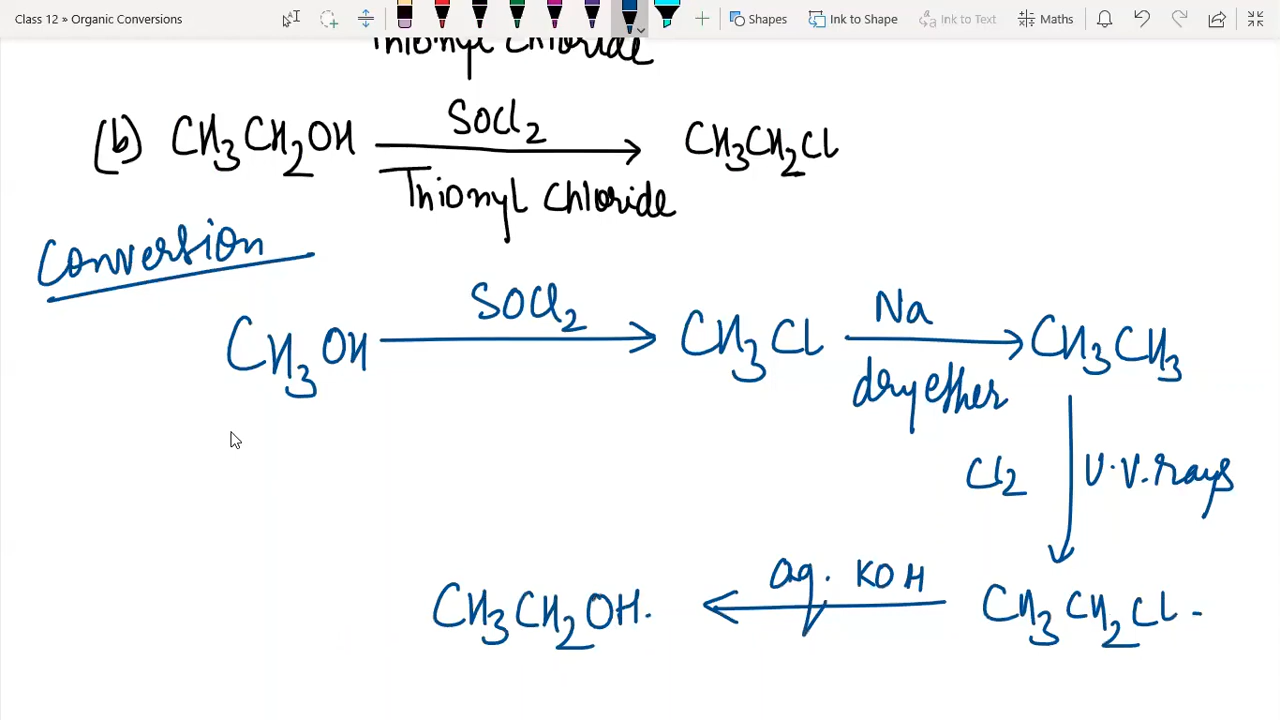 Class 12 » Organic Conversions
Shapes Ink to Shape Ink to Text Maths
Thionyl Chloride
(b) CH3CH2OH SOCl2 CH3CH2Cl
Thionyl Chloride
Conversion
CH3OH SOCl2 CH3Cl Na CH3CH3
dry ether
Cl2 U.V. rays
CH3CH2OH. aq. KOH CH3CH2Cl -